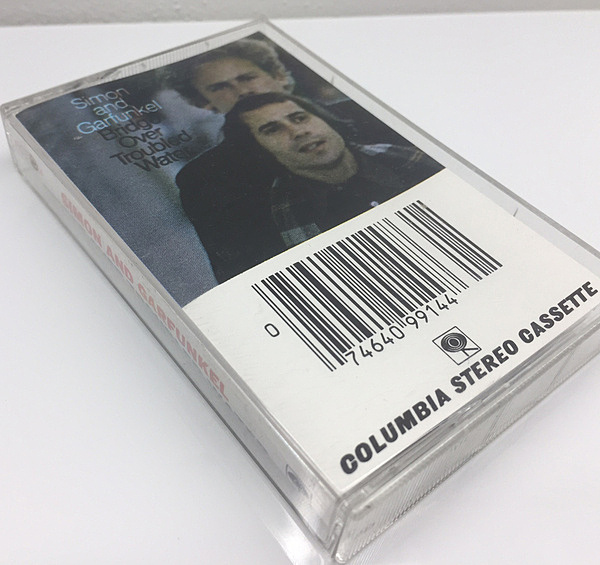 Simon
and
Garfunkel
Bridge
Over
Troubled
Water
SIMON AND GARFUNKEL
0 74640 99144
COLUMBIA STEREO CASSETTE